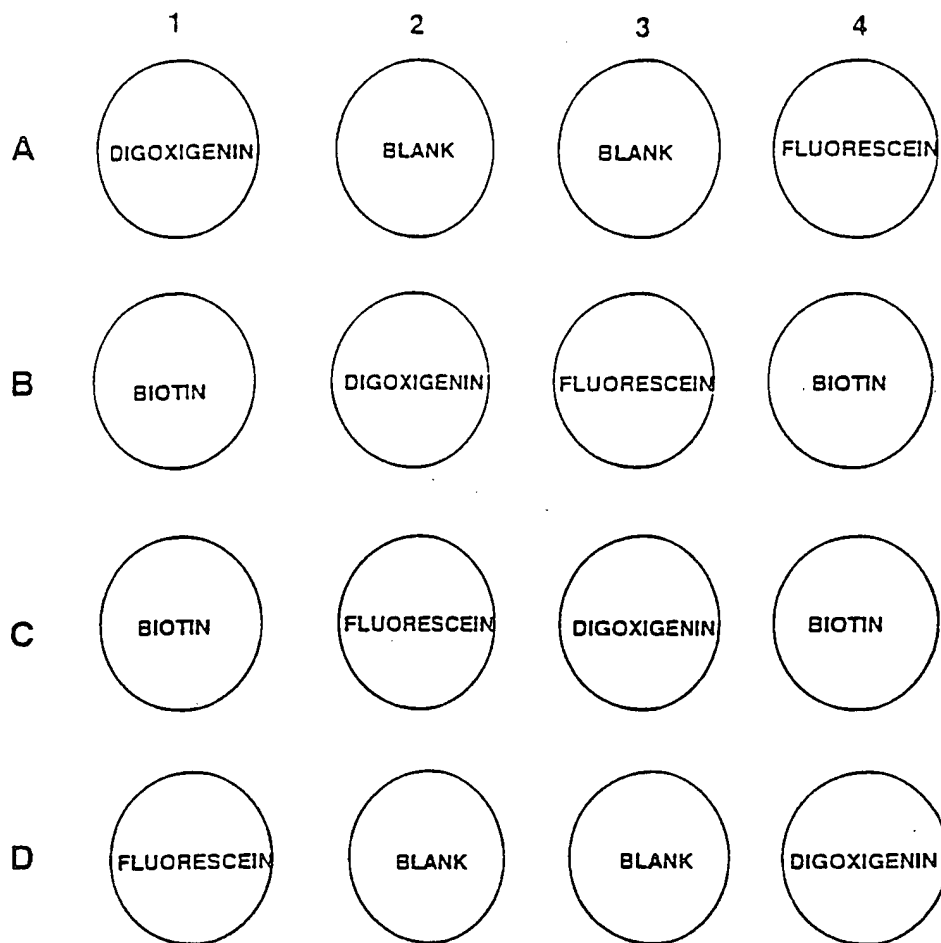 1 2 3 4
A DIGOXIGENIN BLANK BLANK FLUORESCEIN
B BIOTIN DIGOXIGENIN FLUORESCEIN BIOTIN
C BIOTIN FLUORESCEIN DIGOXIGENIN BIOTIN
D FLUORESCEIN BLANK BLANK DIGOXIGENIN